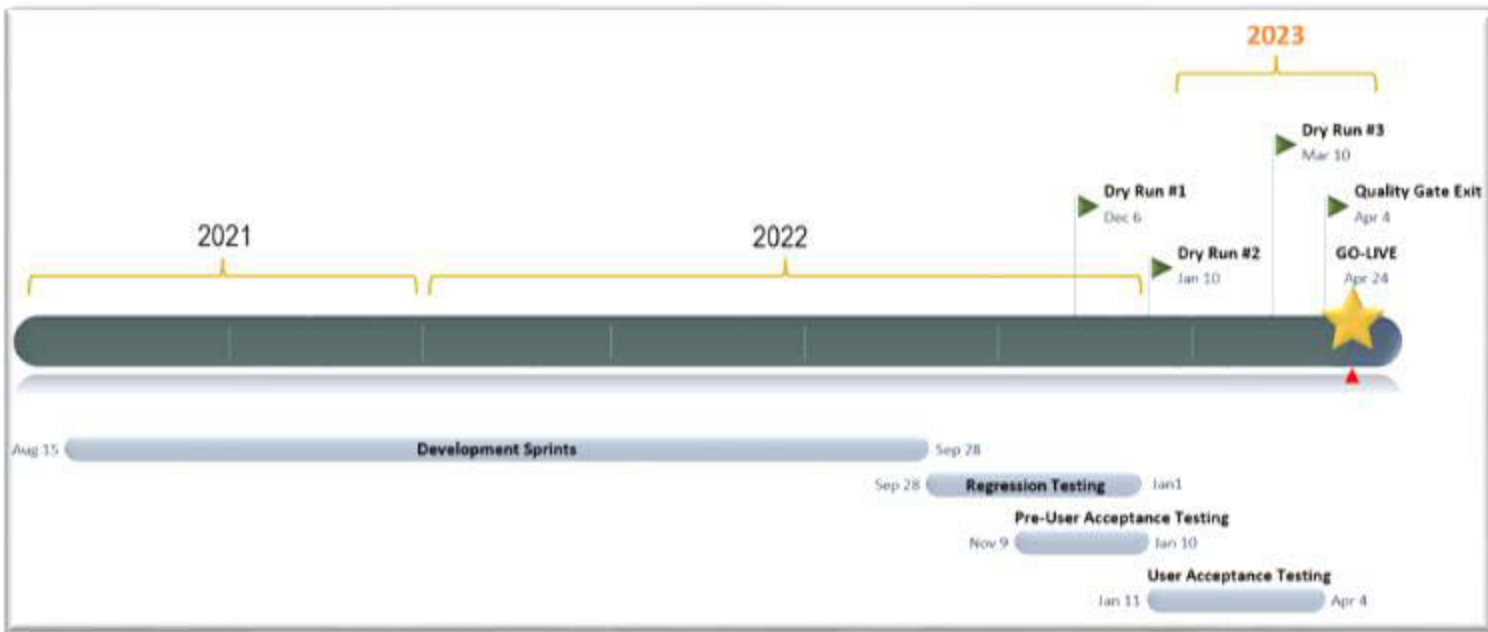 2023
Dry Run #3
Mar 10
Dry Run #1
Dec 6
Quality Gate Exit
Apr 4
2021
2022
Dry Run #2
Jan 10
GO-LIVE
Apr 24
Aug 15
Development Sprints
Sep 28
Sep 28
Regression Testing
Jan1
Pre-User Acceptance Testing
Nov 9
Jan 10
User Acceptance Testing
Jan 11
Apr 4